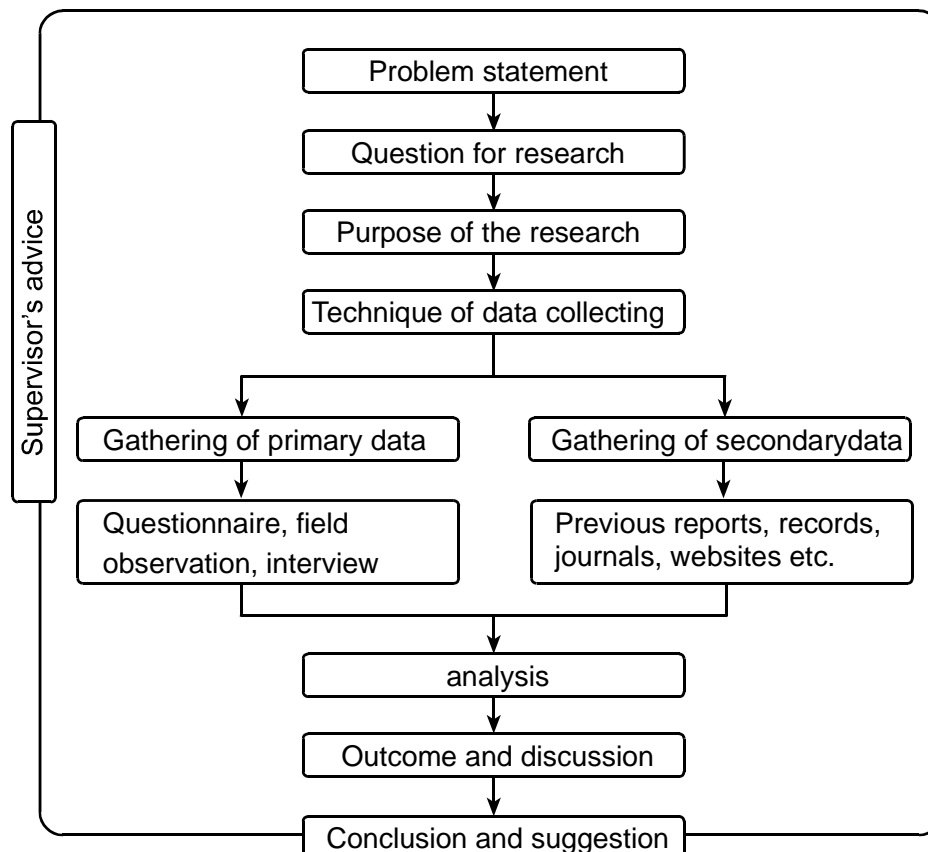 Problem statement
Question for research
Purpose of the research
Technique of data collecting
Supervisor's advice
Gathering of primary data
Gathering of secondarydata
Questionnaire, field
observation, interview
Previous reports, records,
journals, websites etc.
analysis
Outcome and discussion
Conclusion and suggestion